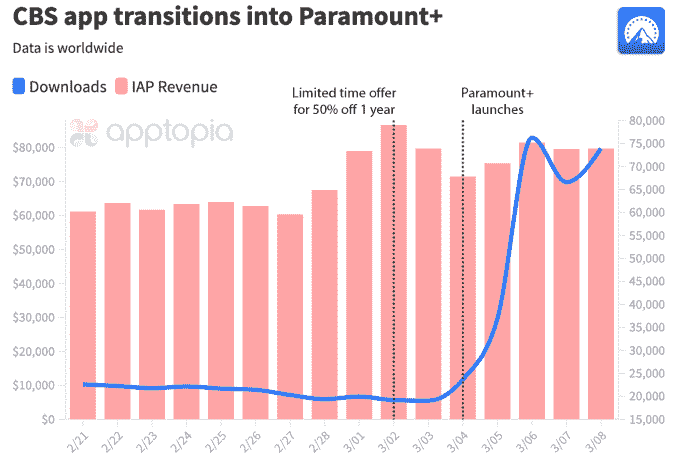 CBS app transitions into Paramount+
Data is worldwide
Downloads IAP Revenue
Limited time offer
for 50% off 1 year
Paramount+
launches
apptopia
$80,000
$70,000
$60,000
$50,000
$40,000
$30,000
$20,000
$10,000
$0
80,000
75,000
70,000
65,000
60,000
55,000
50,000
45,000
40,000
35,000
30,000
25,000
20,000
15,000
2/21 2/22 2/23 2/24 2/25 2/26 2/27 2/28 3/01 3/02 3/03 3/04 3/05 3/06 3/07 3/08